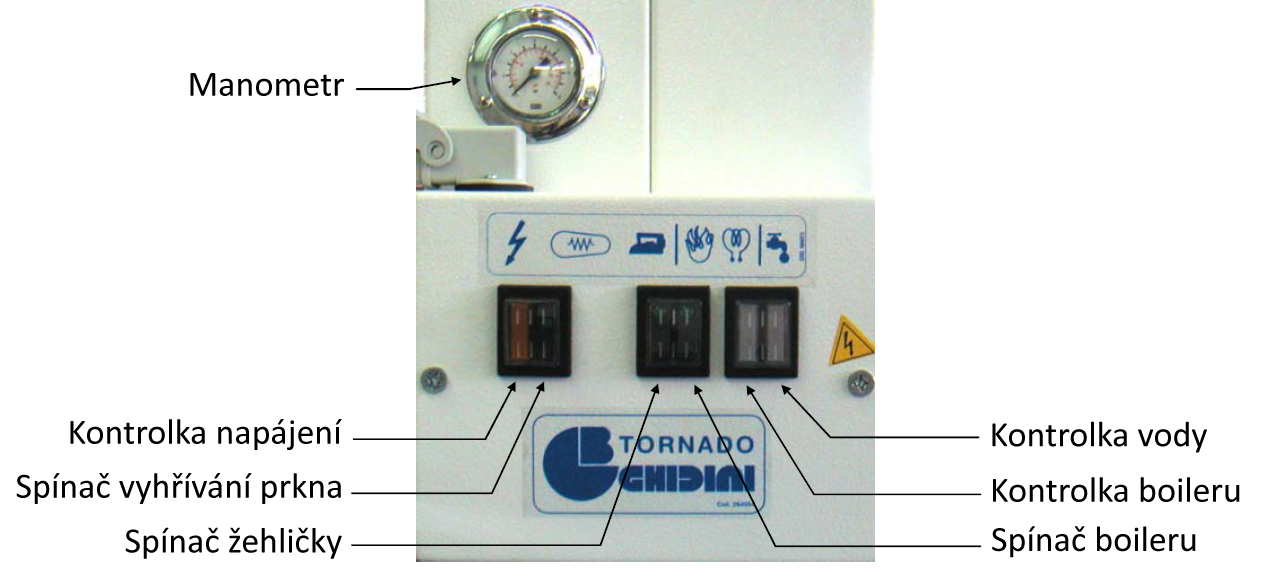 Manometr
Kontrolka napájení
Spínač vyhřívání prkna
Spínač žehličky
TORNADO
GHIDINI
Kontrolka vody
Kontrolka boileru
Spínač boileru